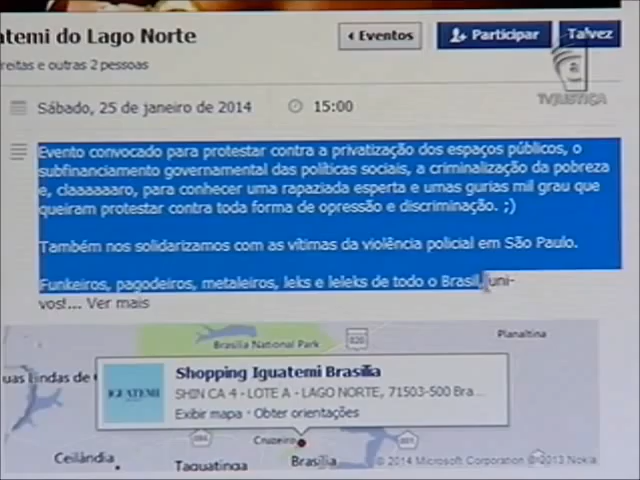 atemi do Lago Norte
‹ Eventos
Participar
Talvez
reitas e outras 2 pessoas
TV JUSTIÇA
Sábado, 25 de janeiro de 2014
15:00
Evento convocado para protestar contra a privatização dos espaços públicos, o
subfinanciamento governamental das políticas sociais, a criminalização da pobreza
e, claaaaaaro, para conhecer uma rapaziada esperta e umas gurias mil grau que
queiram protestar contra toda forma de opressão e discriminação. ;)
Também nos solidarizamos com as vítimas da violência policial em São Paulo.
Funkeiros, pagodeiros, metaleiros, leks e leleks de todo o Brasil, uni-
vos!... Ver mais
Brasília National Park
020
Planaltina
uas Lindas de
IGUATEMI
Shopping Iguatemi Brasília
SHIN CA 4 - LOTE A - LAGO NORTE, 71503-500 Bra...
Exibir mapa · Obter orientações
Cruzeiro
001
Ceilândia
Taguatinga
Brasília
© 2014 Microsoft Corporation © 2013 Nokia